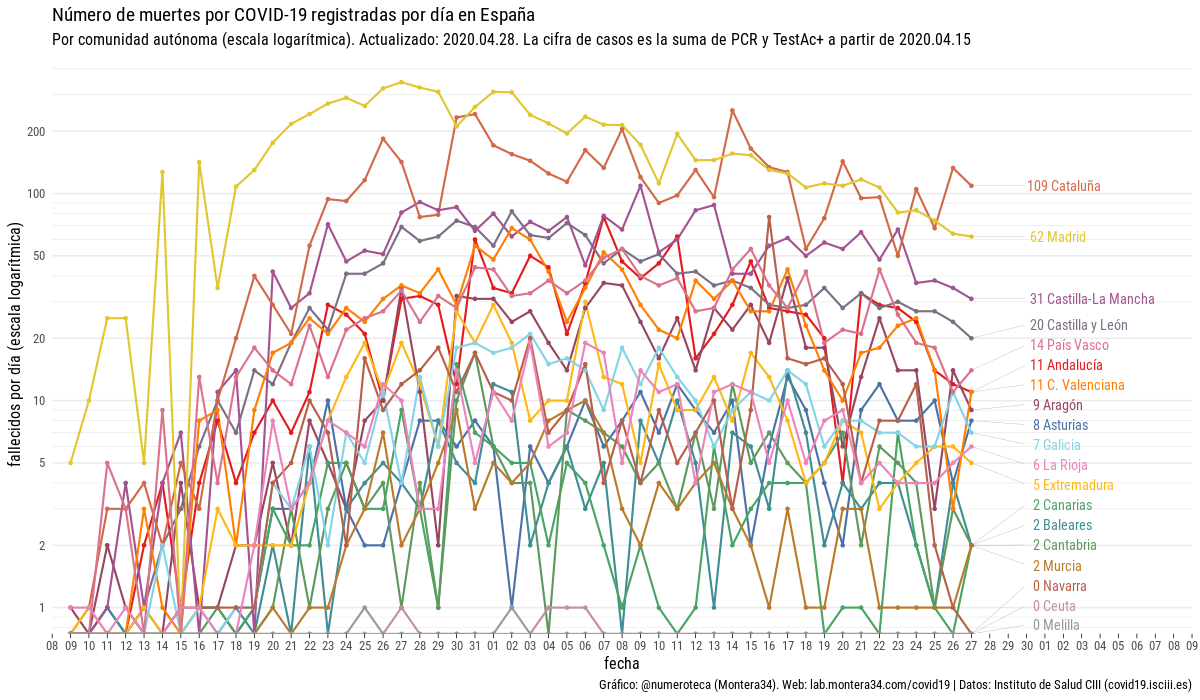 Número de muertes por COVID-19 registradas por día en España
Por comunidad autónoma (escala logarítmica). Actualizado: 2020.04.28. La cifra de casos es la suma de PCR y TestAc+ a partir de 2020.04.15
fallecidos por día (escala logarítmica)
200
100
50
20
10
5
2
1
109 Cataluña
62 Madrid
31 Castilla-La Mancha
20 Castilla y León
14 País Vasco
11 Andalucía
11 C. Valenciana
9 Aragón
8 Asturias
7 Galicia
6 La Rioja
5 Extremadura
2 Canarias
2 Baleares
2 Cantabria
2 Murcia
0 Navarra
0 Ceuta
0 Melilla
08 09 10 11 12 13 14 15 16 17 18 19 20 21 22 23 24 25 26 27 28 29 30 31 01 02 03 04 05 06 07 08 09 10 11 12 13 14 15 16 17 18 19 20 21 22 23 24 25 26 27 28 29 30 01 02 03 04 05 06 07 08 09
fecha
Gráfico: @numeroteca (Montera34). Web: lab.montera34.com/covid19 | Datos: Instituto de Salud CIII (covid19.isciii.es)